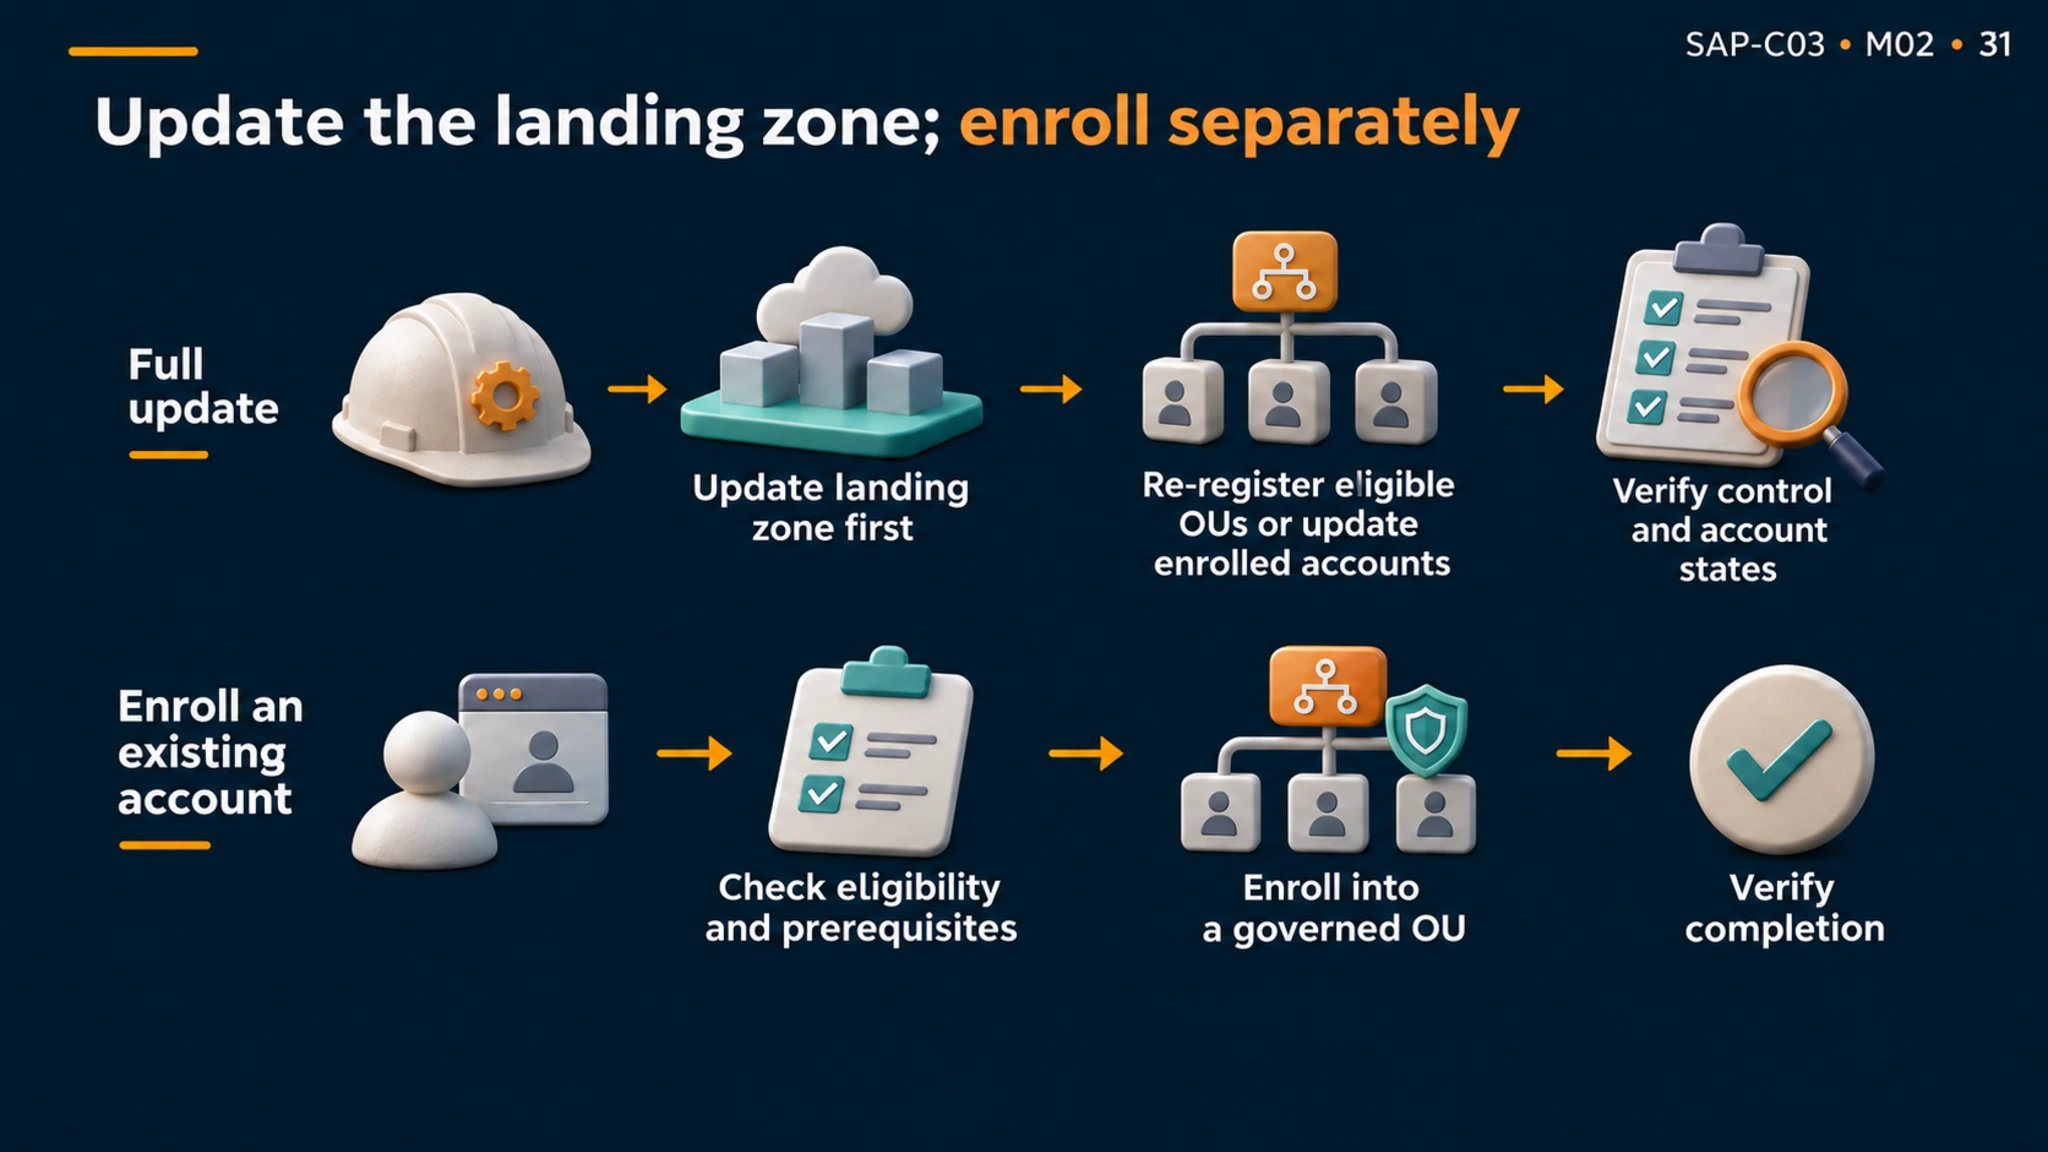 SAP-C03 • M02 • 31
Update the landing zone; enroll separately
Full
update
Update landing
zone first
Re-register eligible
OUs or update
enrolled accounts
Verify control
and account
states
Enroll an
existing
account
Check eligibility
and prerequisites
Enroll into
a governed OU
Verify
completion